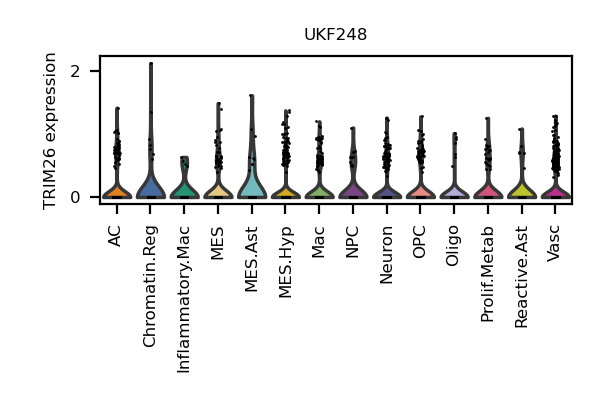 UKF248
TRIM26 expression
2
0
AC
Chromatin.Reg
Inflammatory.Mac
MES
MES.Ast
MES.Hyp
Mac
NPC
Neuron
OPC
Oligo
Prolif.Metab
Reactive.Ast
Vasc